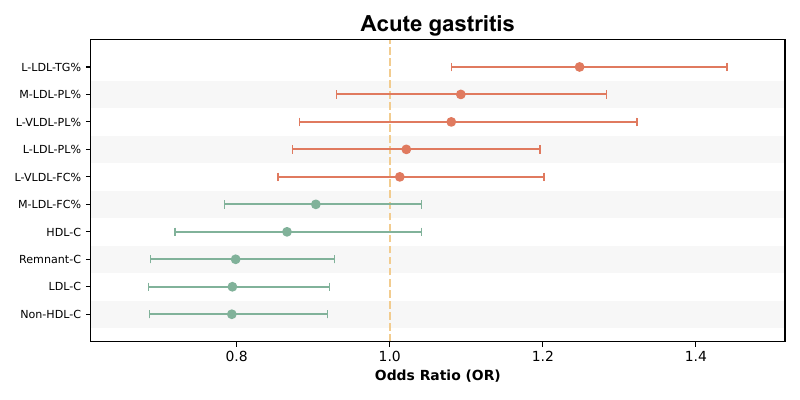 Acute gastritis
L-LDL-TG%
M-LDL-PL%
L-VLDL-PL%
L-LDL-PL%
L-VLDL-FC%
M-LDL-FC%
HDL-C
Remnant-C
LDL-C
Non-HDL-C
0.8 1.0 1.2 1.4
Odds Ratio (OR)